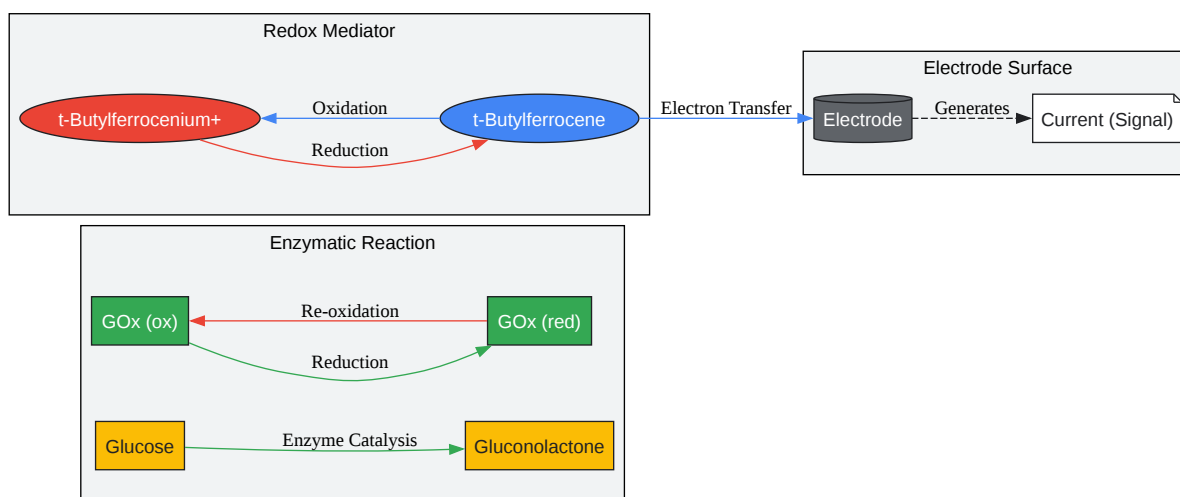 Redox Mediator
t-Butylferrocenium+
Oxidation
Reduction
t-Butylferrocene
Electron Transfer
Electrode Surface
Electrode
Generates
Current (Signal)
Enzymatic Reaction
GOx (ox)
Re-oxidation
Reduction
GOx (red)
Glucose
Enzyme Catalysis
Gluconolactone